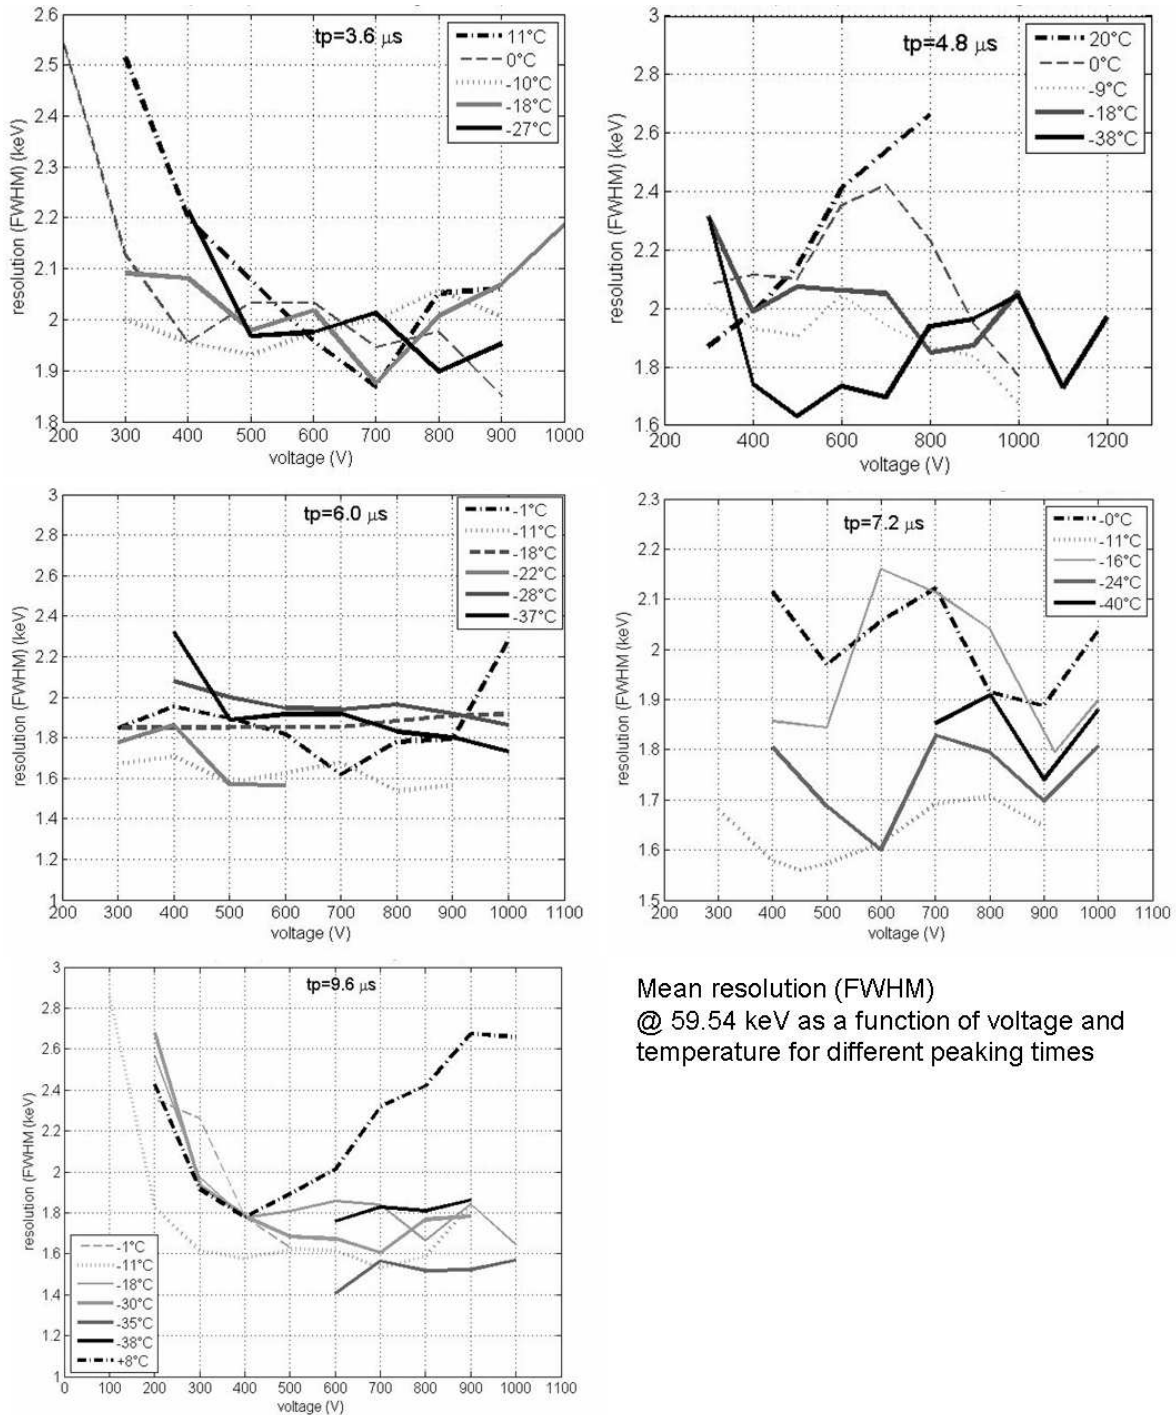 tp=3.6 μs
11°C
0°C
-10°C
-18°C
-27°C
2.6
2.5
2.4
2.3
2.2
2.1
2
1.9
1.8
resolution (FWHM) (keV)
200 300 400 500 600 700 800 900 1000
voltage (V)
tp=4.8 μs
20°C
0°C
-9°C
-18°C
-38°C
3
2.8
2.6
2.4
2.2
2
1.8
1.6
resolution (FWHM) (keV)
200 400 600 800 1000 1200
voltage (V)
tp=6.0 μs
-1°C
-11°C
-18°C
-22°C
-28°C
-37°C
3
2.8
2.6
2.4
2.2
2
1.8
1.6
1.4
1.2
1
resolution (FWHM) (keV)
200 300 400 500 600 700 800 900 1000 1100
voltage (V)
tp=7.2 μs
-0°C
-11°C
-16°C
-24°C
-40°C
2.3
2.2
2.1
2
1.9
1.8
1.7
1.6
1.5
resolution (FWHM (keV)
200 300 400 500 600 700 800 900 1000 1100
voltage (V)
tp=9.6 μs
3
2.8
2.6
2.4
2.2
2
1.8
1.6
1.4
1.2
1
resolution (FWHM (keV)
-1°C
-11°C
-18°C
-30°C
-35°C
-38°C
+8°C
0 100 200 300 400 500 600 700 800 900 1000 1100
voltage (V)
Mean resolution (FWHM)
@ 59.54 keV as a function of voltage and
temperature for different peaking times